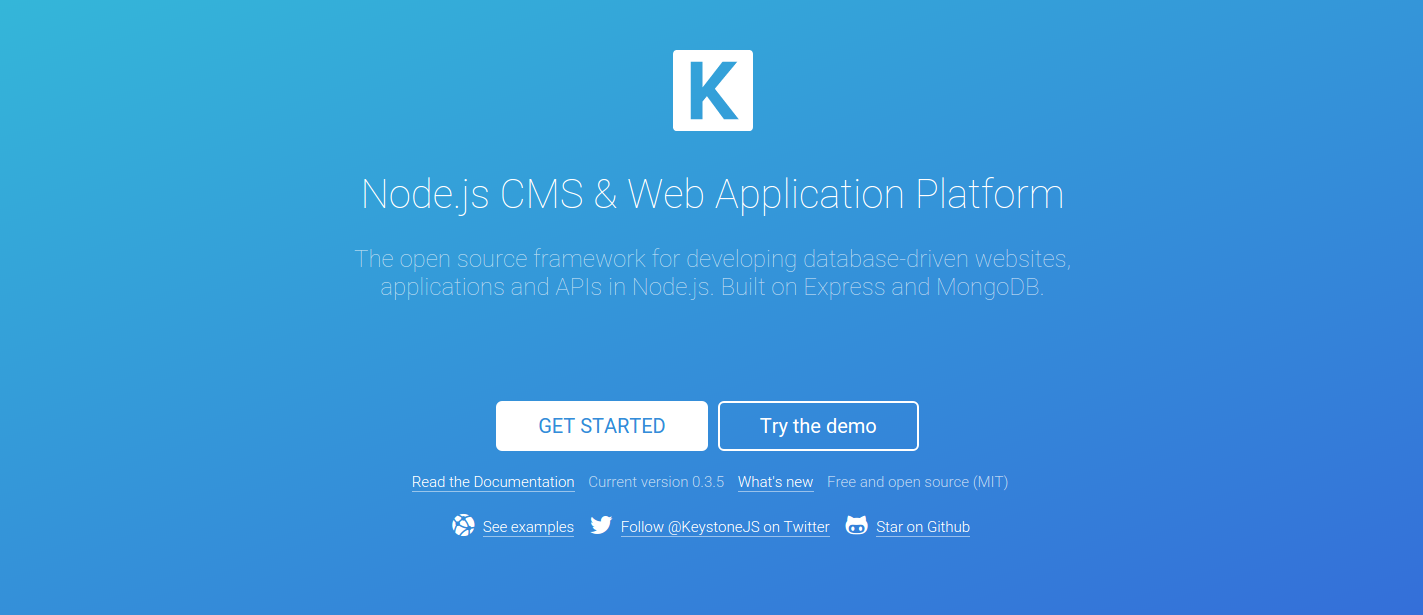 K
Node.js CMS & Web Application Platform
The open source framework for developing database-driven websites,
applications and APIs in Node.js. Built on Express and MongoDB.
GET STARTED Try the demo
Read the Documentation Current version 0.3.5 What's new Free and open source (MIT)
See examples Follow @KeystoneJS on Twitter Star on Github